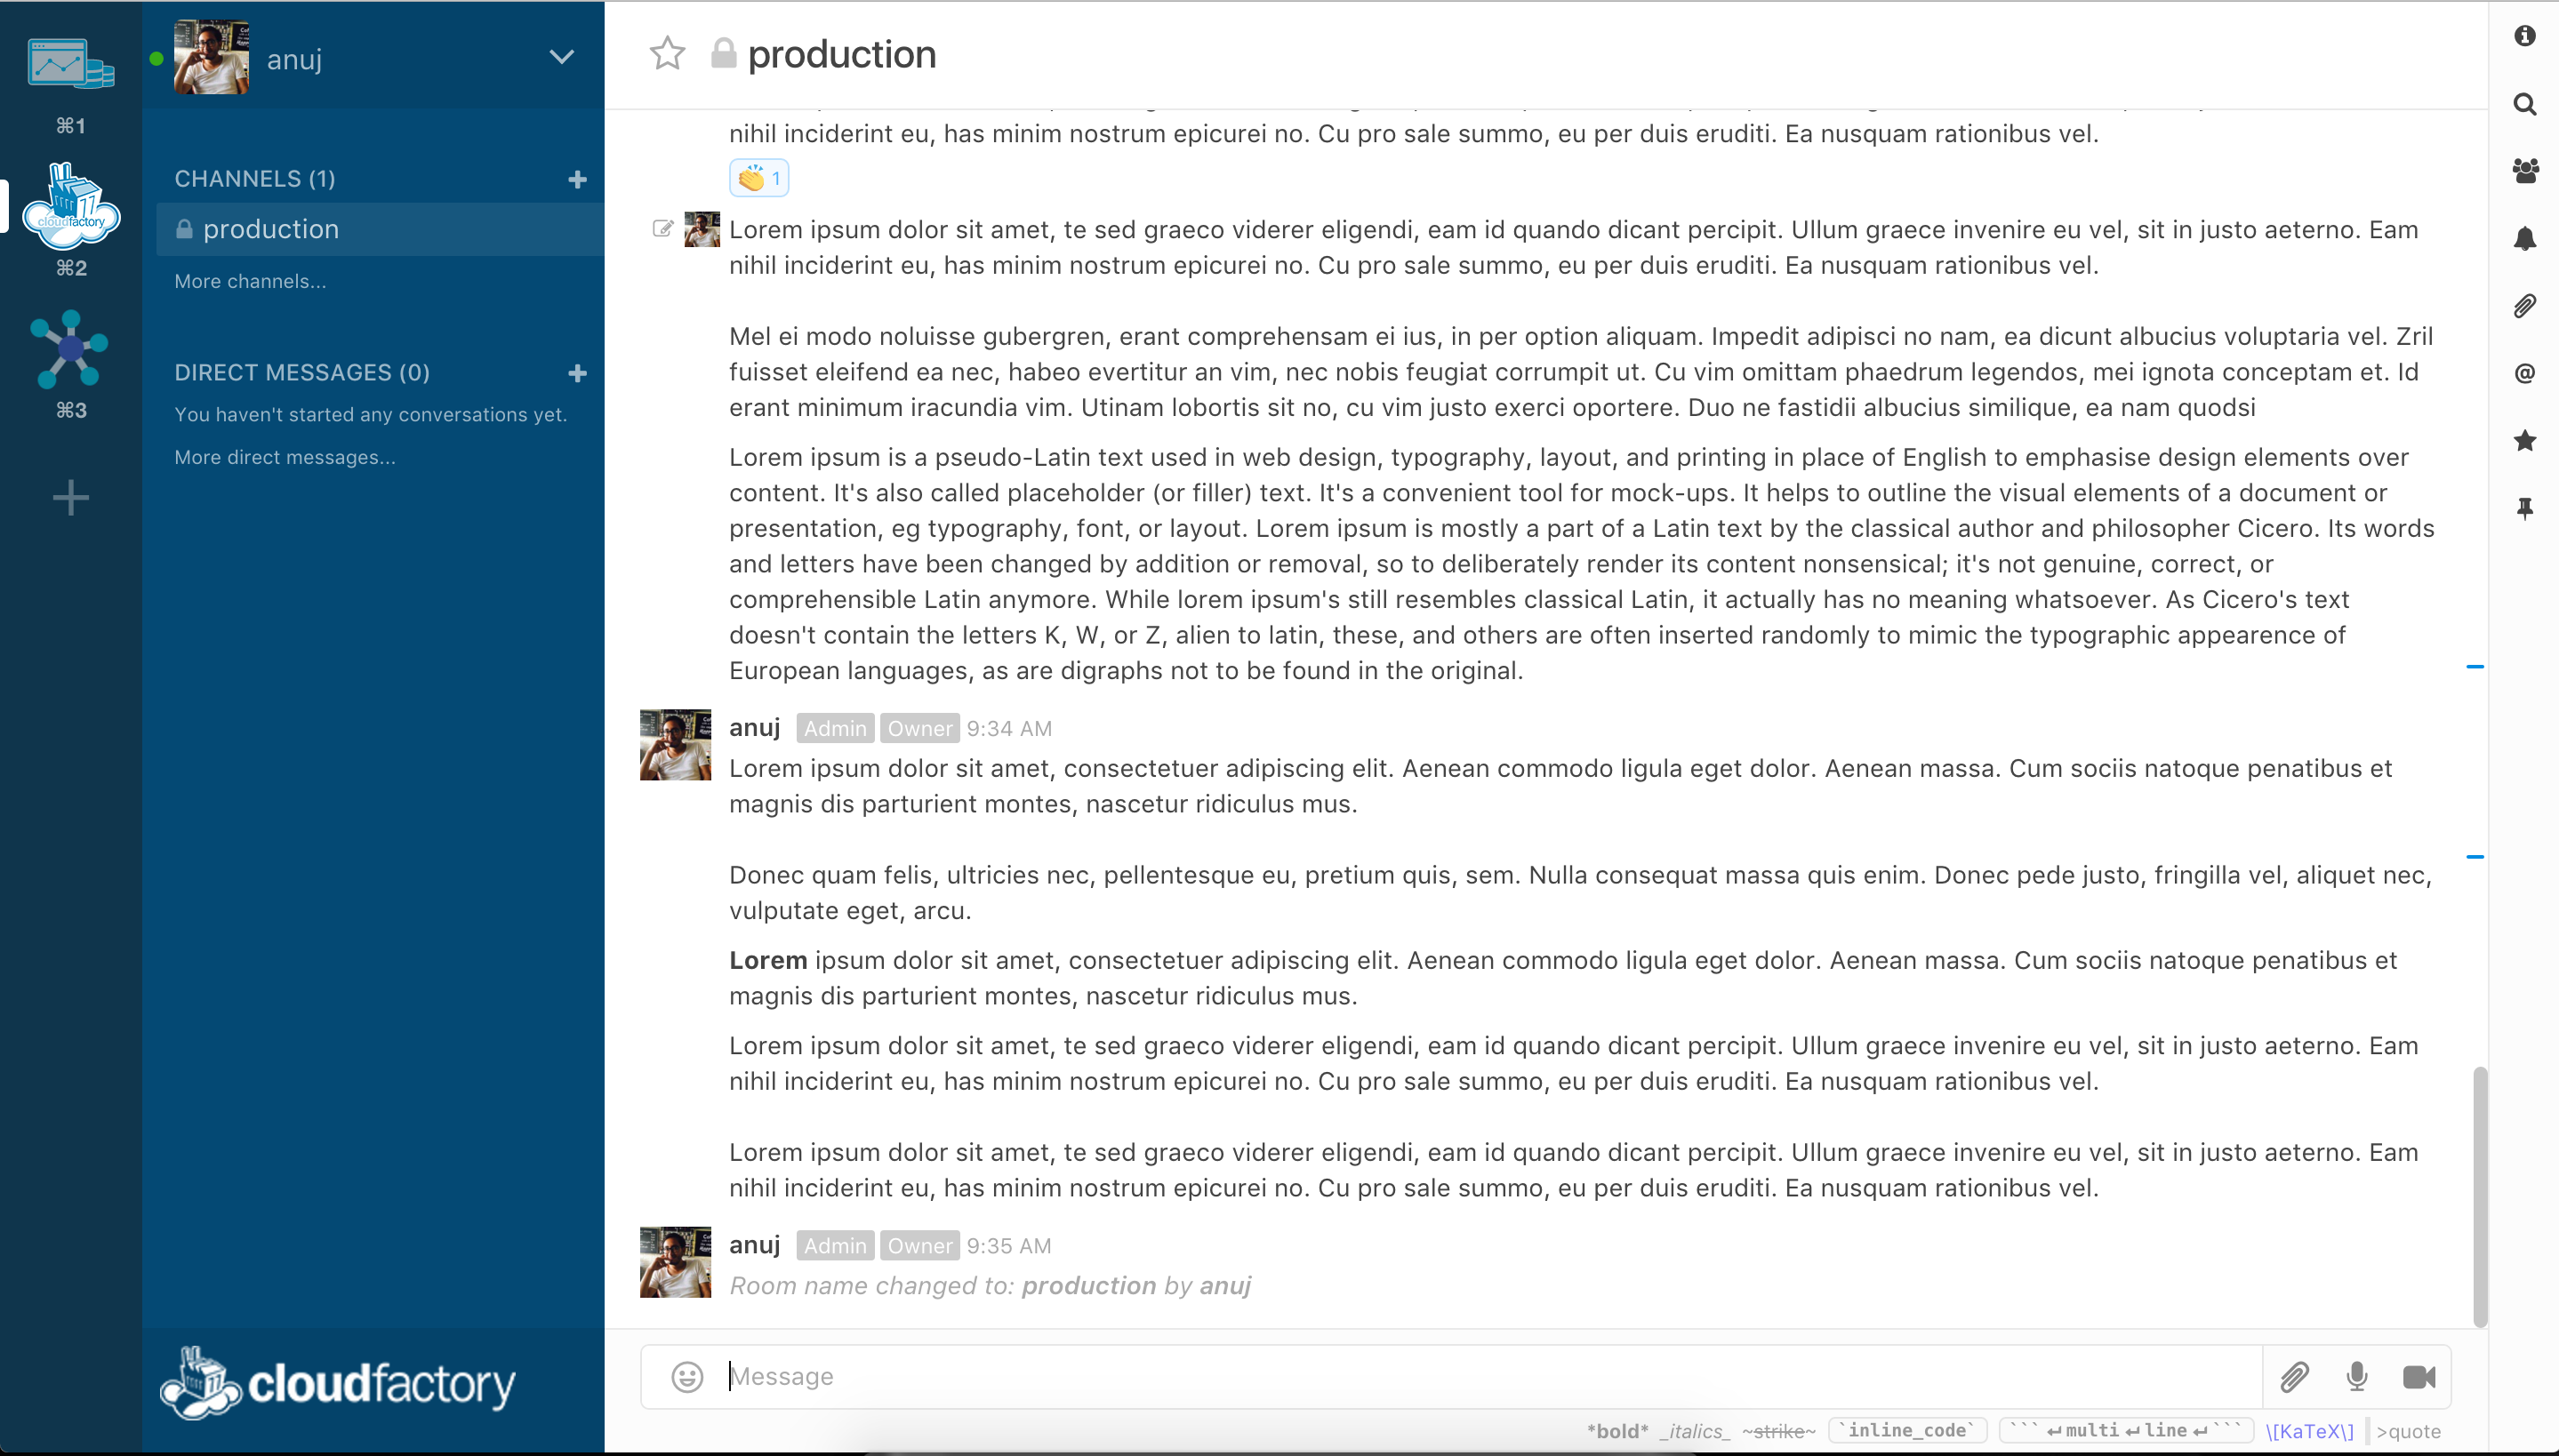 anuj
production
⌘1
cloudfactory
⌘2
⌘3
CHANNELS (1)
production
More channels...
DIRECT MESSAGES (0)
You haven't started any conversations yet.
More direct messages...
cloudfactory
nihil inciderint eu, has minim nostrum epicurei no. Cu pro sale summo, eu per duis eruditi. Ea nusquam rationibus vel.
1
Lorem ipsum dolor sit amet, te sed graeco viderer eligendi, eam id quando dicant percipit. Ullum graece invenire eu vel, sit in justo aeterno. Eam
nihil inciderint eu, has minim nostrum epicurei no. Cu pro sale summo, eu per duis eruditi. Ea nusquam rationibus vel.
Mel ei modo noluisse gubergren, erant comprehensam ei ius, in per option aliquam. Impedit adipisci no nam, ea dicunt albucius voluptaria vel. Zril
fuisset eleifend ea nec, habeo evertitur an vim, nec nobis feugiat corrumpit ut. Cu vim omittam phaedrum legendos, mei ignota conceptam et. Id
erant minimum iracundia vim. Utinam lobortis sit no, cu vim justo exerci oportere. Duo ne fastidii albucius similique, ea nam quodsi
Lorem ipsum is a pseudo-Latin text used in web design, typography, layout, and printing in place of English to emphasise design elements over
content. It's also called placeholder (or filler) text. It's a convenient tool for mock-ups. It helps to outline the visual elements of a document or
presentation, eg typography, font, or layout. Lorem ipsum is mostly a part of a Latin text by the classical author and philosopher Cicero. Its words
and letters have been changed by addition or removal, so to deliberately render its content nonsensical; it's not genuine, correct, or
comprehensible Latin anymore. While lorem ipsum's still resembles classical Latin, it actually has no meaning whatsoever. As Cicero's text
doesn't contain the letters K, W, or Z, alien to latin, these, and others are often inserted randomly to mimic the typographic appearence of
European languages, as are digraphs not to be found in the original.
anuj Admin Owner 9:34 AM
Lorem ipsum dolor sit amet, consectetuer adipiscing elit. Aenean commodo ligula eget dolor. Aenean massa. Cum sociis natoque penatibus et
magnis dis parturient montes, nascetur ridiculus mus.
Donec quam felis, ultricies nec, pellentesque eu, pretium quis, sem. Nulla consequat massa quis enim. Donec pede justo, fringilla vel, aliquet nec,
vulputate eget, arcu.
Lorem ipsum dolor sit amet, consectetuer adipiscing elit. Aenean commodo ligula eget dolor. Aenean massa. Cum sociis natoque penatibus et
magnis dis parturient montes, nascetur ridiculus mus.
Lorem ipsum dolor sit amet, te sed graeco viderer eligendi, eam id quando dicant percipit. Ullum graece invenire eu vel, sit in justo aeterno. Eam
nihil inciderint eu, has minim nostrum epicurei no. Cu pro sale summo, eu per duis eruditi. Ea nusquam rationibus vel.
Lorem ipsum dolor sit amet, te sed graeco viderer eligendi, eam id quando dicant percipit. Ullum graece invenire eu vel, sit in justo aeterno. Eam
nihil inciderint eu, has minim nostrum epicurei no. Cu pro sale summo, eu per duis eruditi. Ea nusquam rationibus vel.
anuj Admin Owner 9:35 AM
Room name changed to: production by anuj
Message
*bold* _italics_ ~strike~ `inline_code` ```↵multi↵line↵``` \[KaTeX\] >quote